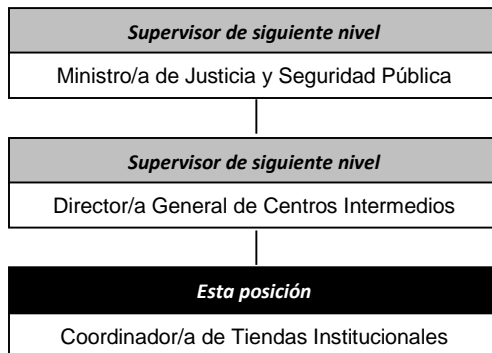 Supervisor de siguiente nivel
Ministro/a de Justicia y Seguridad Pública
Supervisor de siguiente nivel
Director/a General de Centros Intermedios
Esta posición
Coordinador/a de Tiendas Institucionales